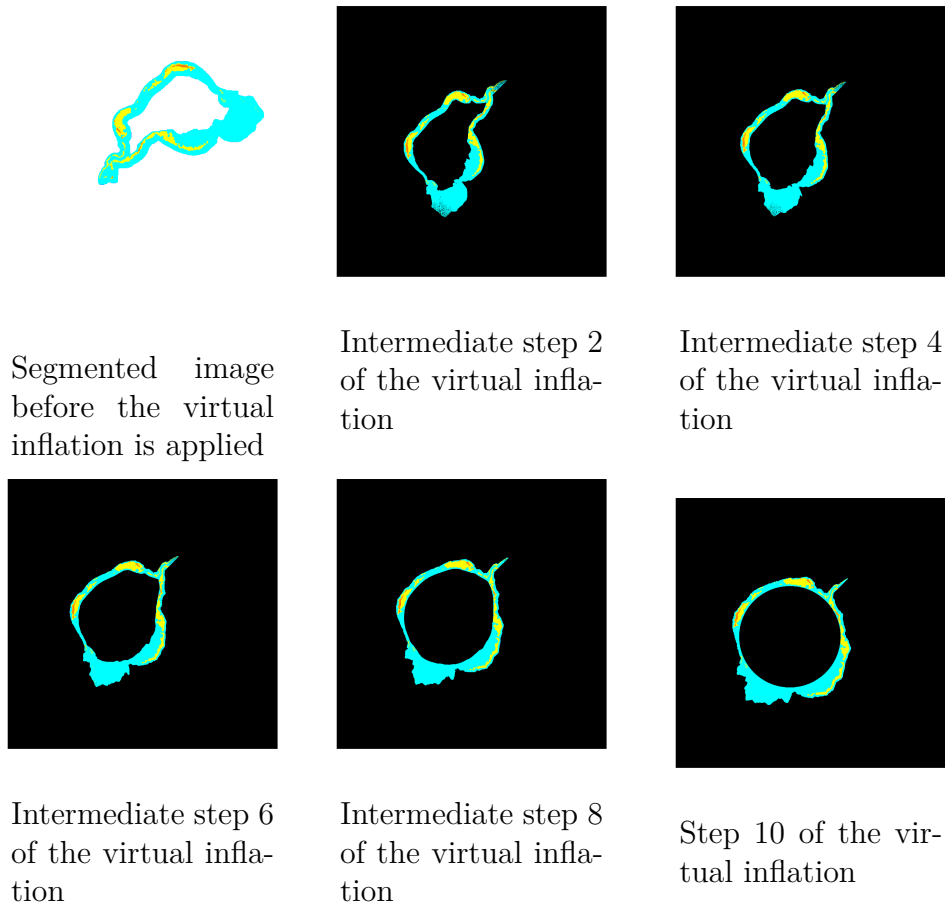 Segmented image
before the virtual
inflation is applied
Intermediate step 2
of the virtual infla-
tion
Intermediate step 4
of the virtual infla-
tion
Intermediate step 6
of the virtual infla-
tion
Intermediate step 8
of the virtual infla-
tion
Step 10 of the vir-
tual inflation